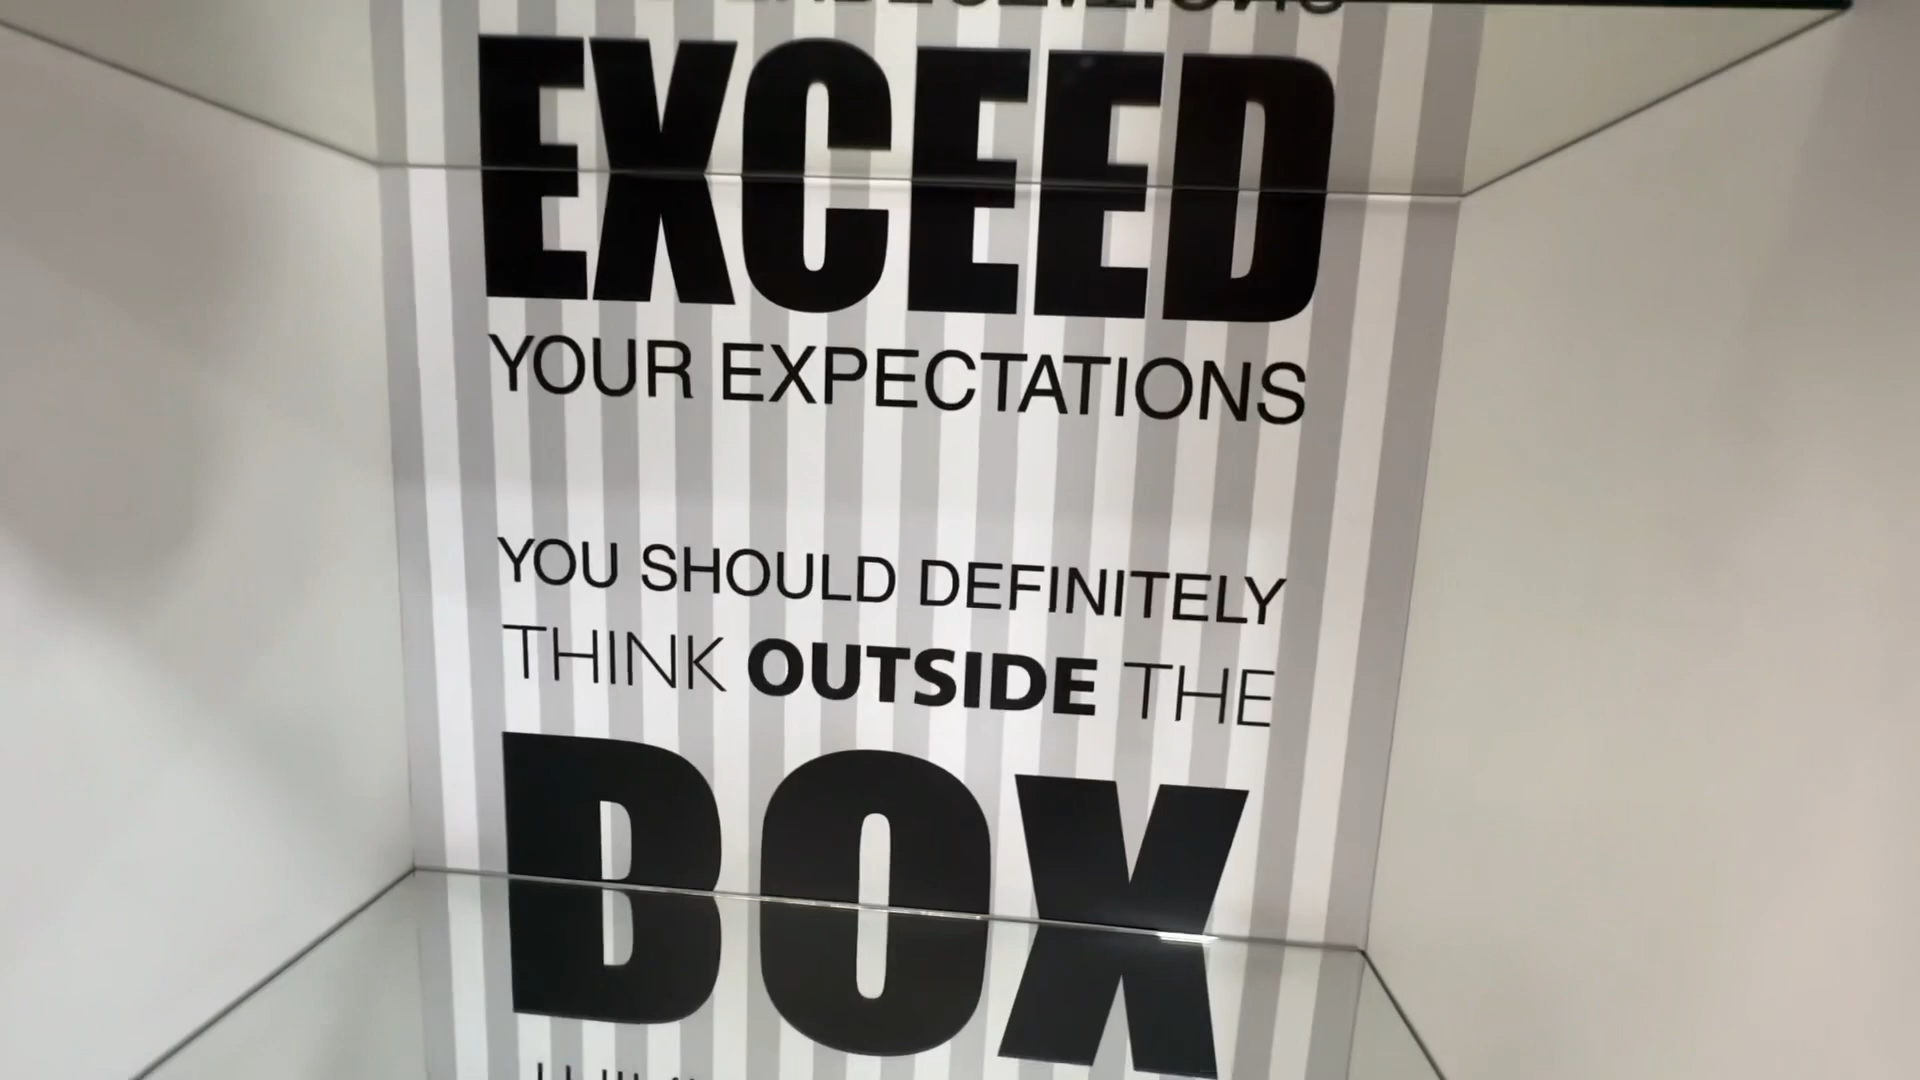 EXCEED
YOUR EXPECTATIONS
YOU SHOULD DEFINITELY
THINK OUTSIDE THE
BOX